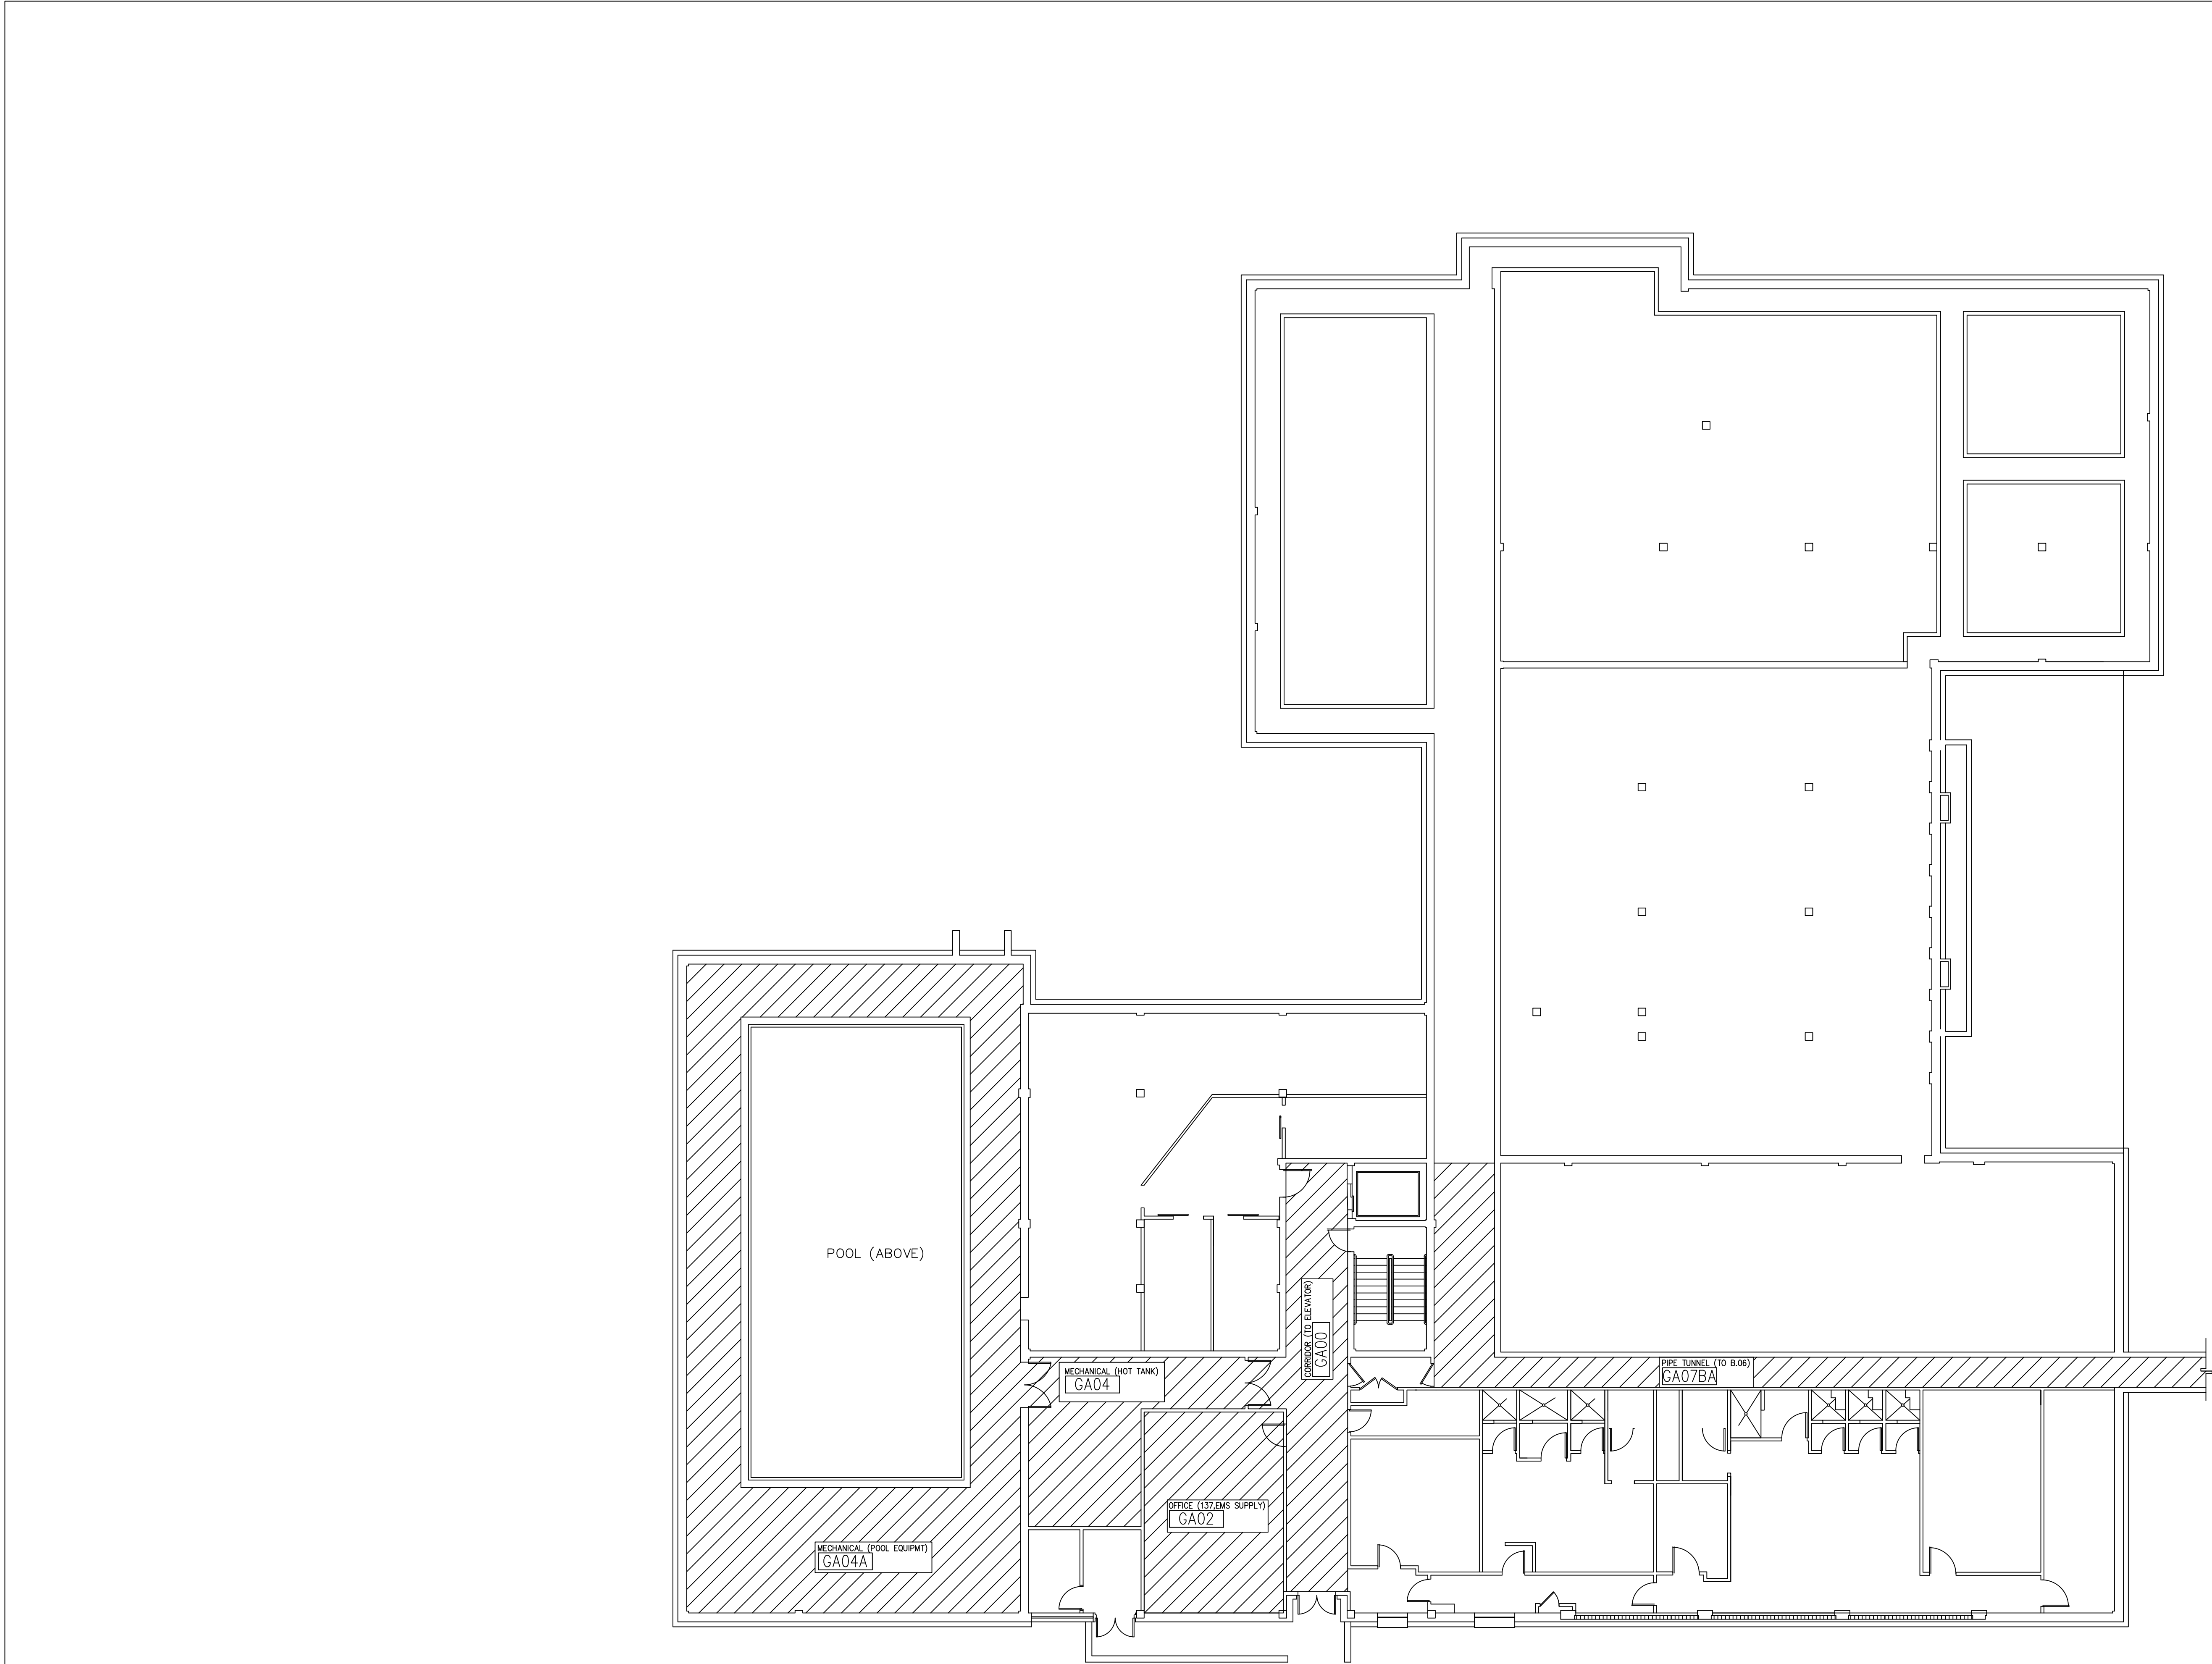 POOL (ABOVE)
MECHANICAL (HOT TANK)
GA04
CORRIDOR (TO ELEVATOR)
GA00
PIPE TUNNEL (TO B.06)
GA07BA
OFFICE (137,EMS SUPPLY)
GA02
MECHANICAL (POOL EQUIPMT)
GA04A